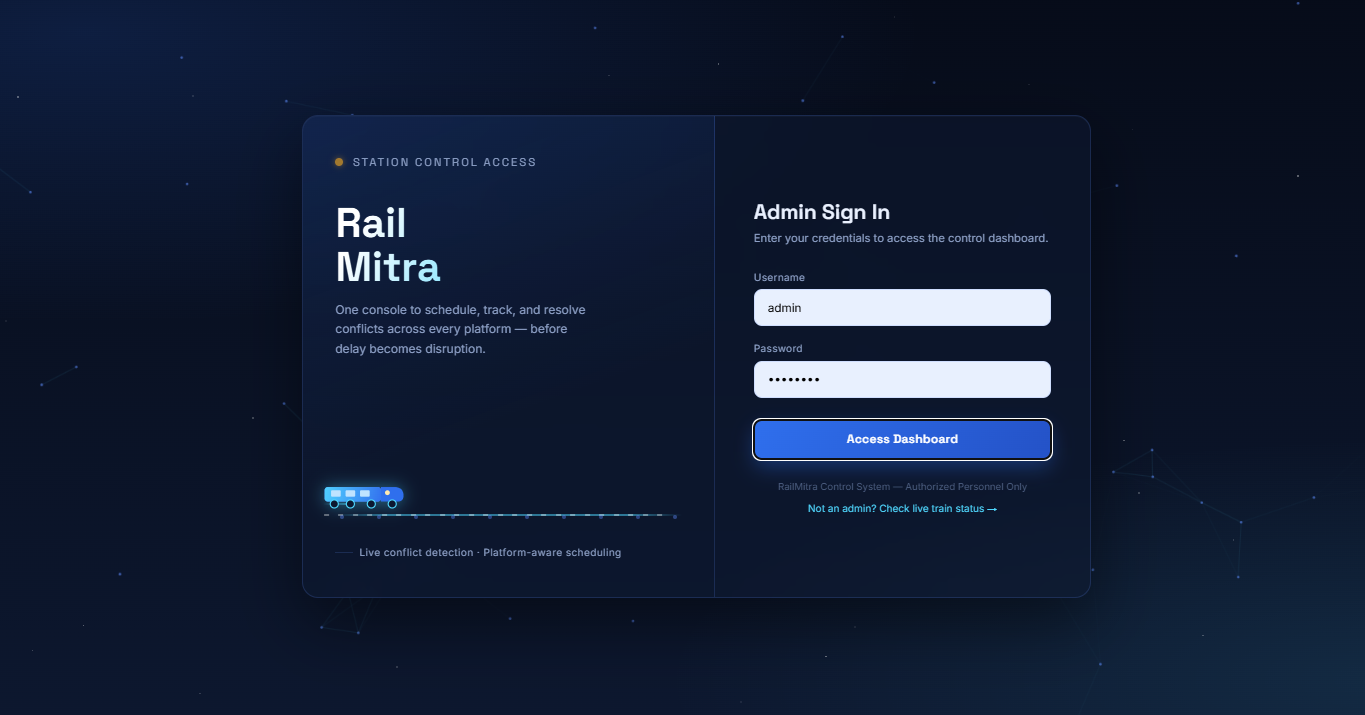 STATION CONTROL ACCESS
Rail
Mitra
One console to schedule, track, and resolve
conflicts across every platform — before
delay becomes disruption.
Live conflict detection · Platform-aware scheduling
Admin Sign In
Enter your credentials to access the control dashboard.
Username
admin
Password
••••••••
Access Dashboard
RailMitra Control System — Authorized Personnel Only
Not an admin? Check live train status →